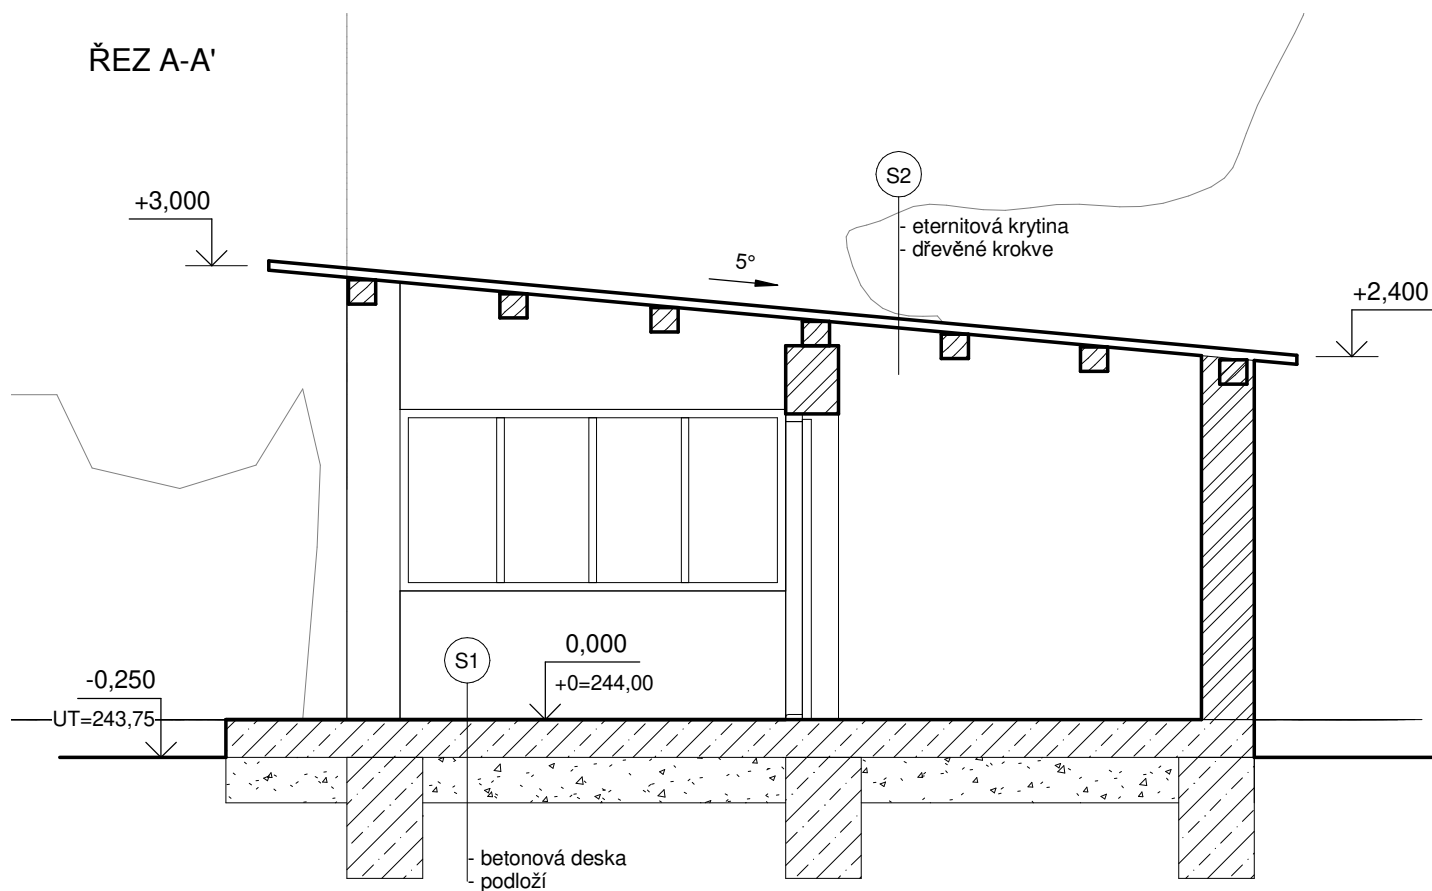 ŘEZ A-A'
S2
+3,000
- eternitová krytina
- dřevěné krokve
5°
+2,400
S1
0,000
+0=244,00
-0,250
UT=243,75
- betonová deska
- podloží